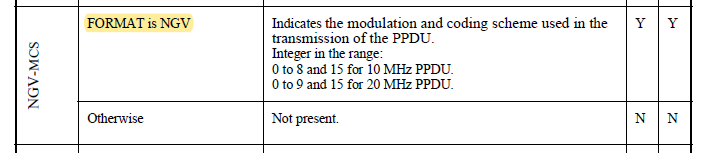 NGV-MCS
FORMAT is NGV
Indicates the modulation and coding scheme used in the
transmission of the PPDU.
Integer in the range:
0 to 8 and 15 for 10 MHz PPDU.
0 to 9 and 15 for 20 MHz PPDU.
Y Y
Otherwise
Not present.
N N